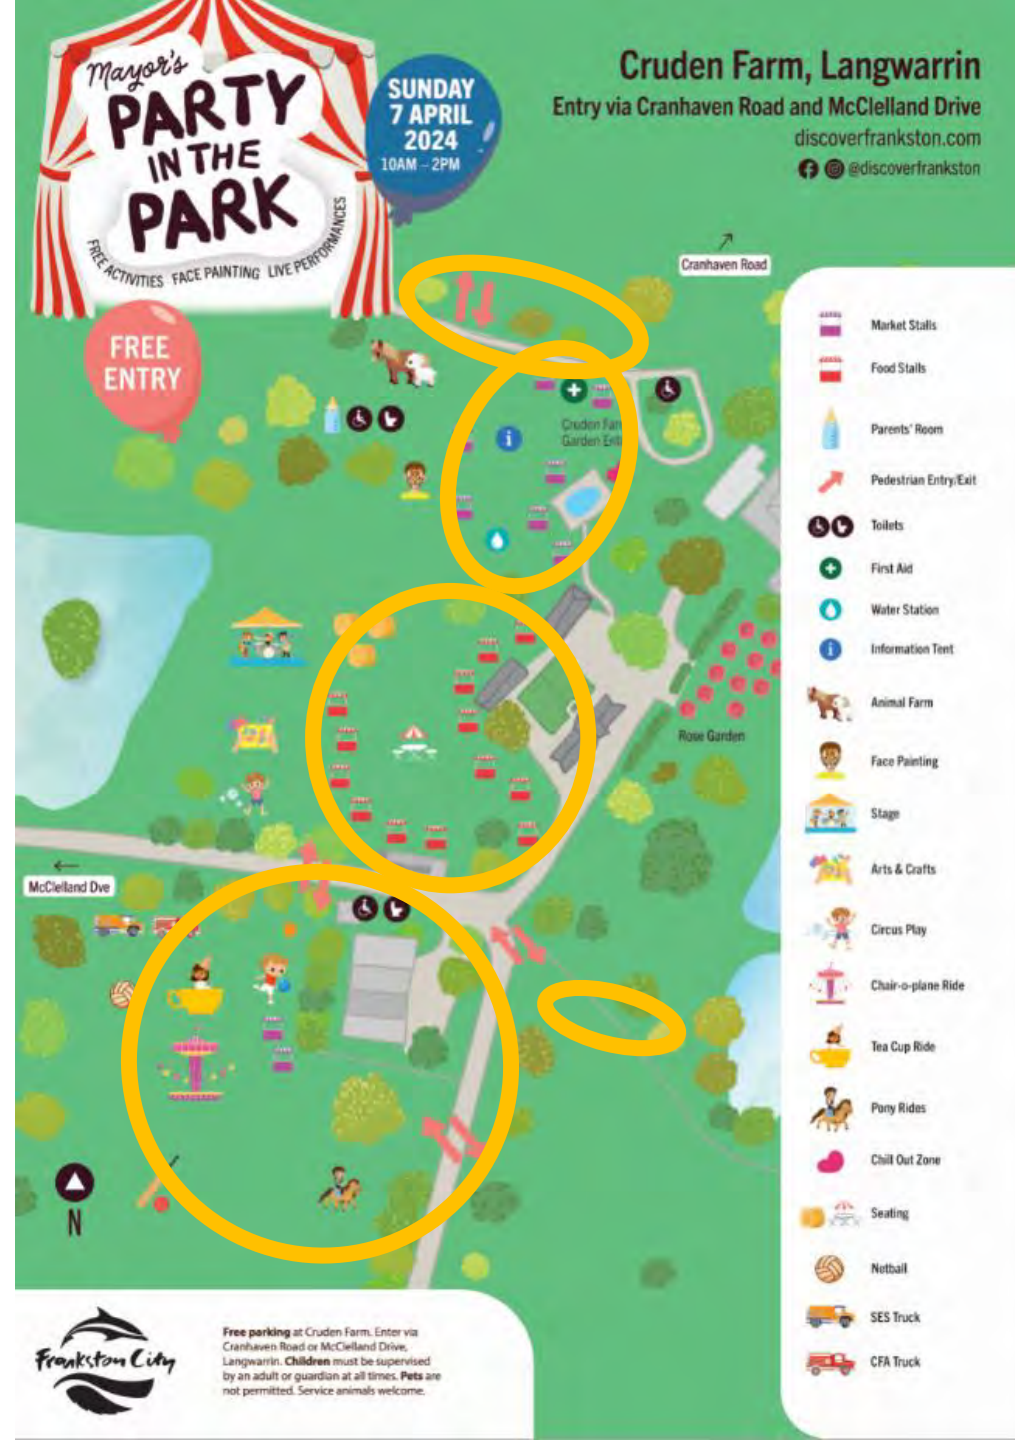 Mayor's
PARTY
IN THE
PARK
FREE ACTIVITIES FACE PAINTING LIVE PERFORMANCES
SUNDAY
7 APRIL
2024
10AM – 2PM
Cruden Farm, Langwarrin
Entry via Cranhaven Road and McClelland Drive
discoverfrankston.com
@discoverfrankston
FREE
ENTRY
Cranhaven Road
Cruden
Garden
i
Rose Garden
McClelland Dve
N
Market Stalls
Food Stalls
Parents' Room
Pedestrian Entry/Exit
Toilets
First Aid
Water Station
i
Information Tent
Animal Farm
Face Painting
Stage
Arts & Crafts
Circus Play
Chair-o-plane Ride
Tea Cup Ride
Pony Rides
Chill Out Zone
Seating
Netball
SES Truck
CFA Truck
Frankston City
Free parking at Cruden Farm. Enter via
Cranhaven Road or McClelland Drive,
Langwarrin. Children must be supervised
by an adult or guardian at all times. Pets are
not permitted. Service animals welcome.